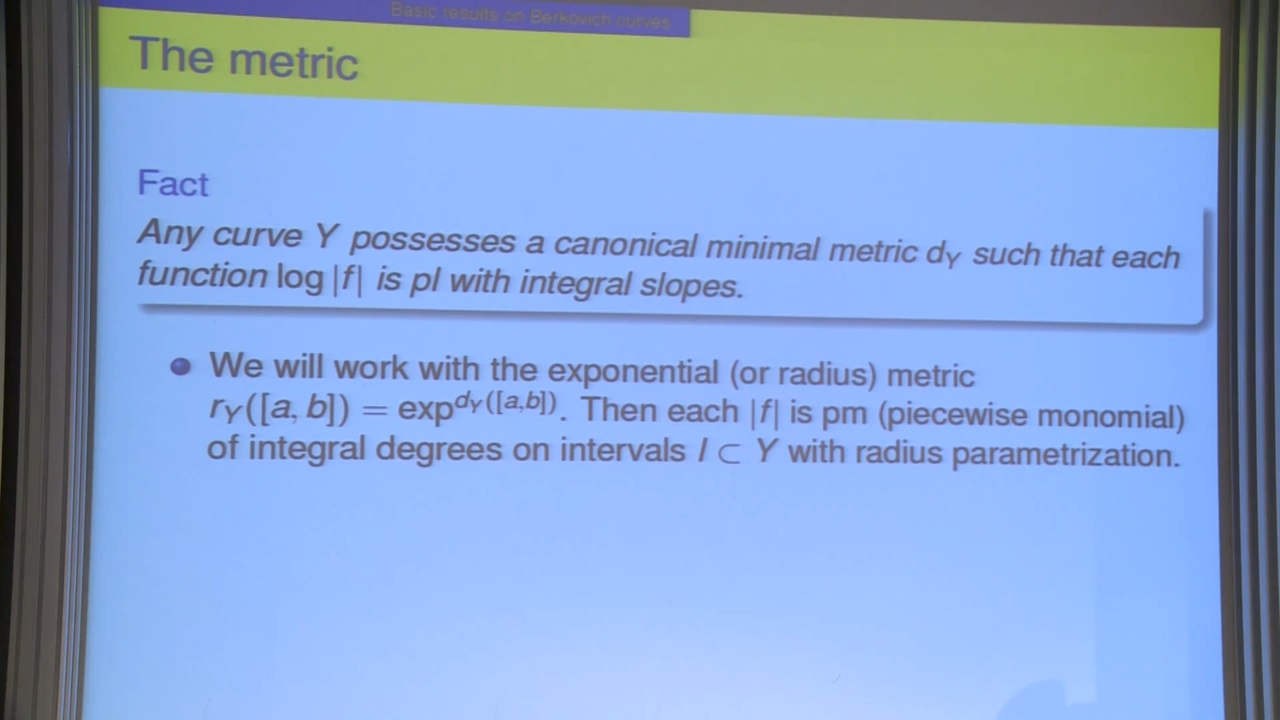 Basic results on Berkovich curves
The metric
Fact
Any curve Y possesses a canonical minimal metric d_Y such that each
function log |f| is pl with integral slopes.
We will work with the exponential (or radius) metric
r_Y([a, b]) = exp^{d_Y([a,b])}. Then each |f| is pm (piecewise monomial)
of integral degrees on intervals I ⊂ Y with radius parametrization.